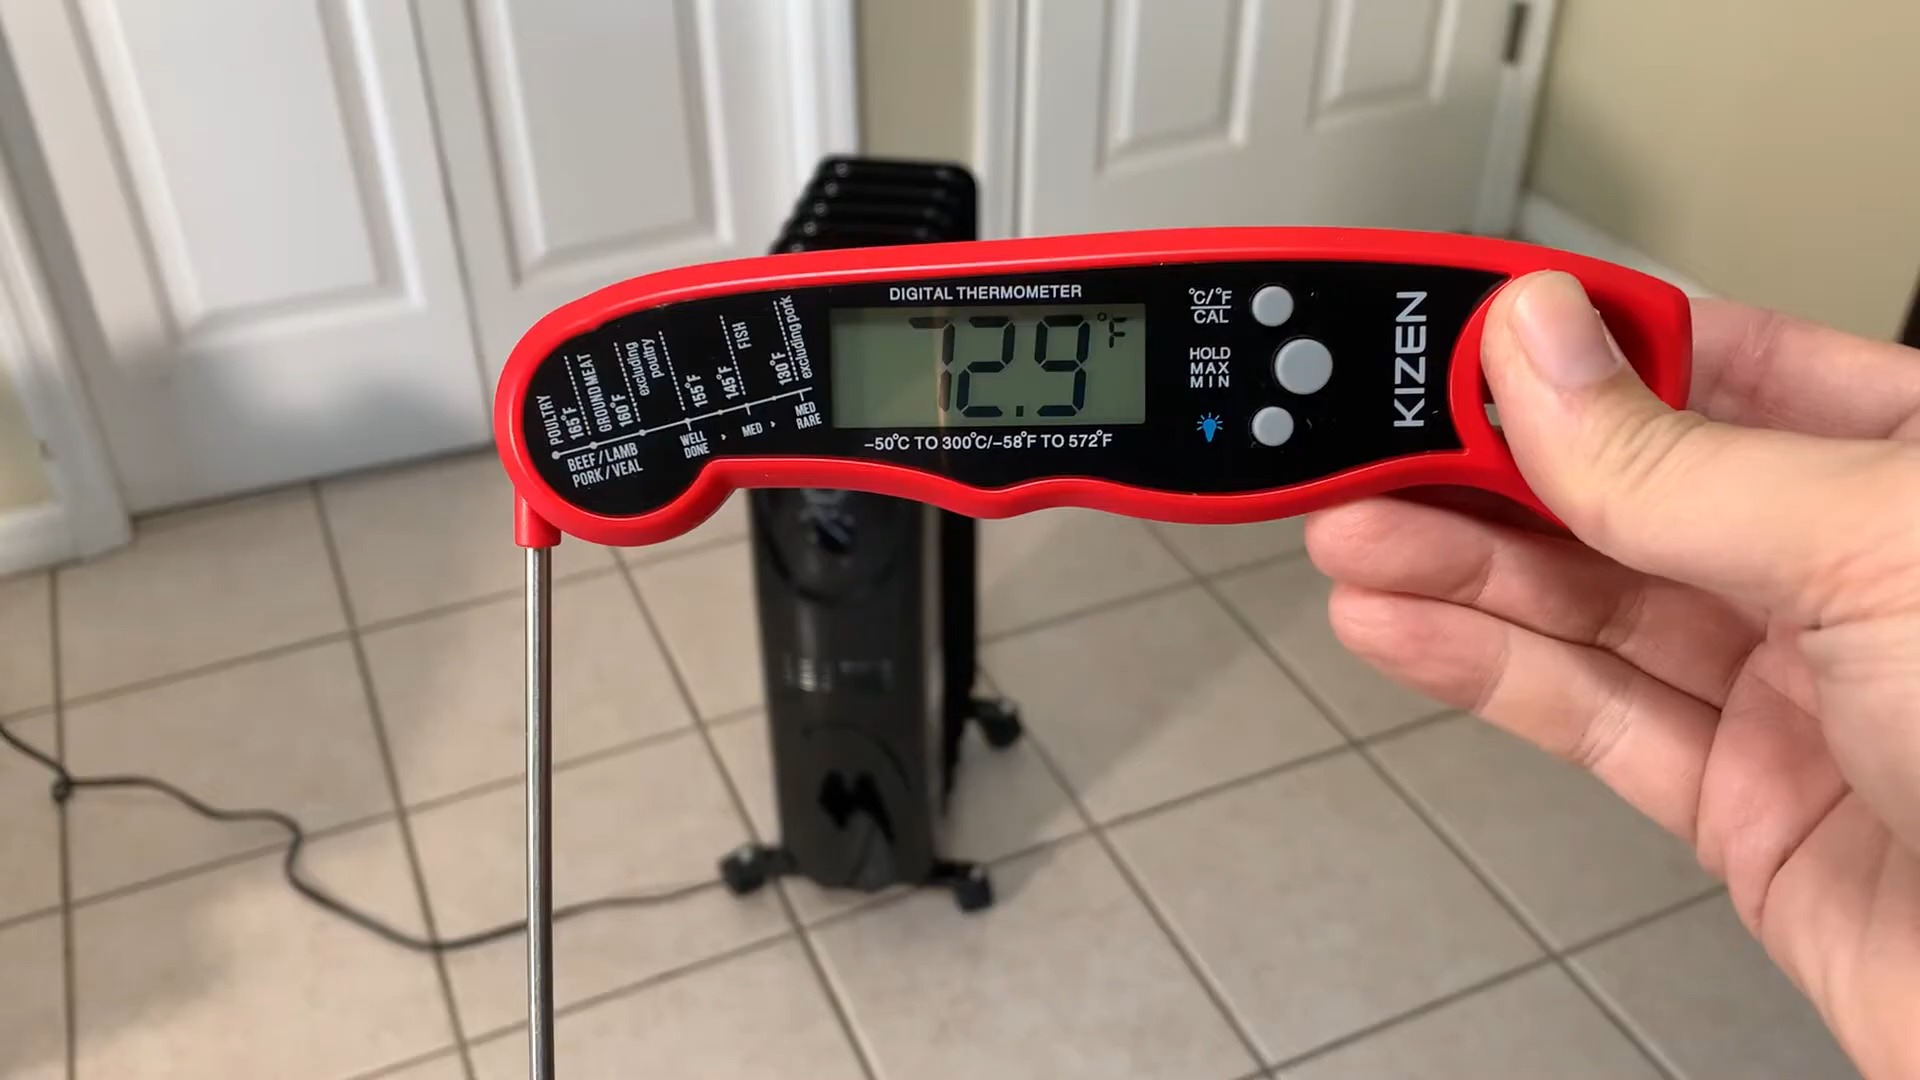 DIGITAL THERMOMETER
72.9°F
-50°C TO 300°C/-58°F TO 572°F
POULTRY
165°F
GROUND MEAT
160°F
excluding
poultry
155°F
145°F
FISH
130°F
excluding pork
BEEF/LAMB
PORK/VEAL
WELL
DONE
›
MED
›
MED
RARE
°C/°F
CAL
HOLD
MAX
MIN
KIZEN